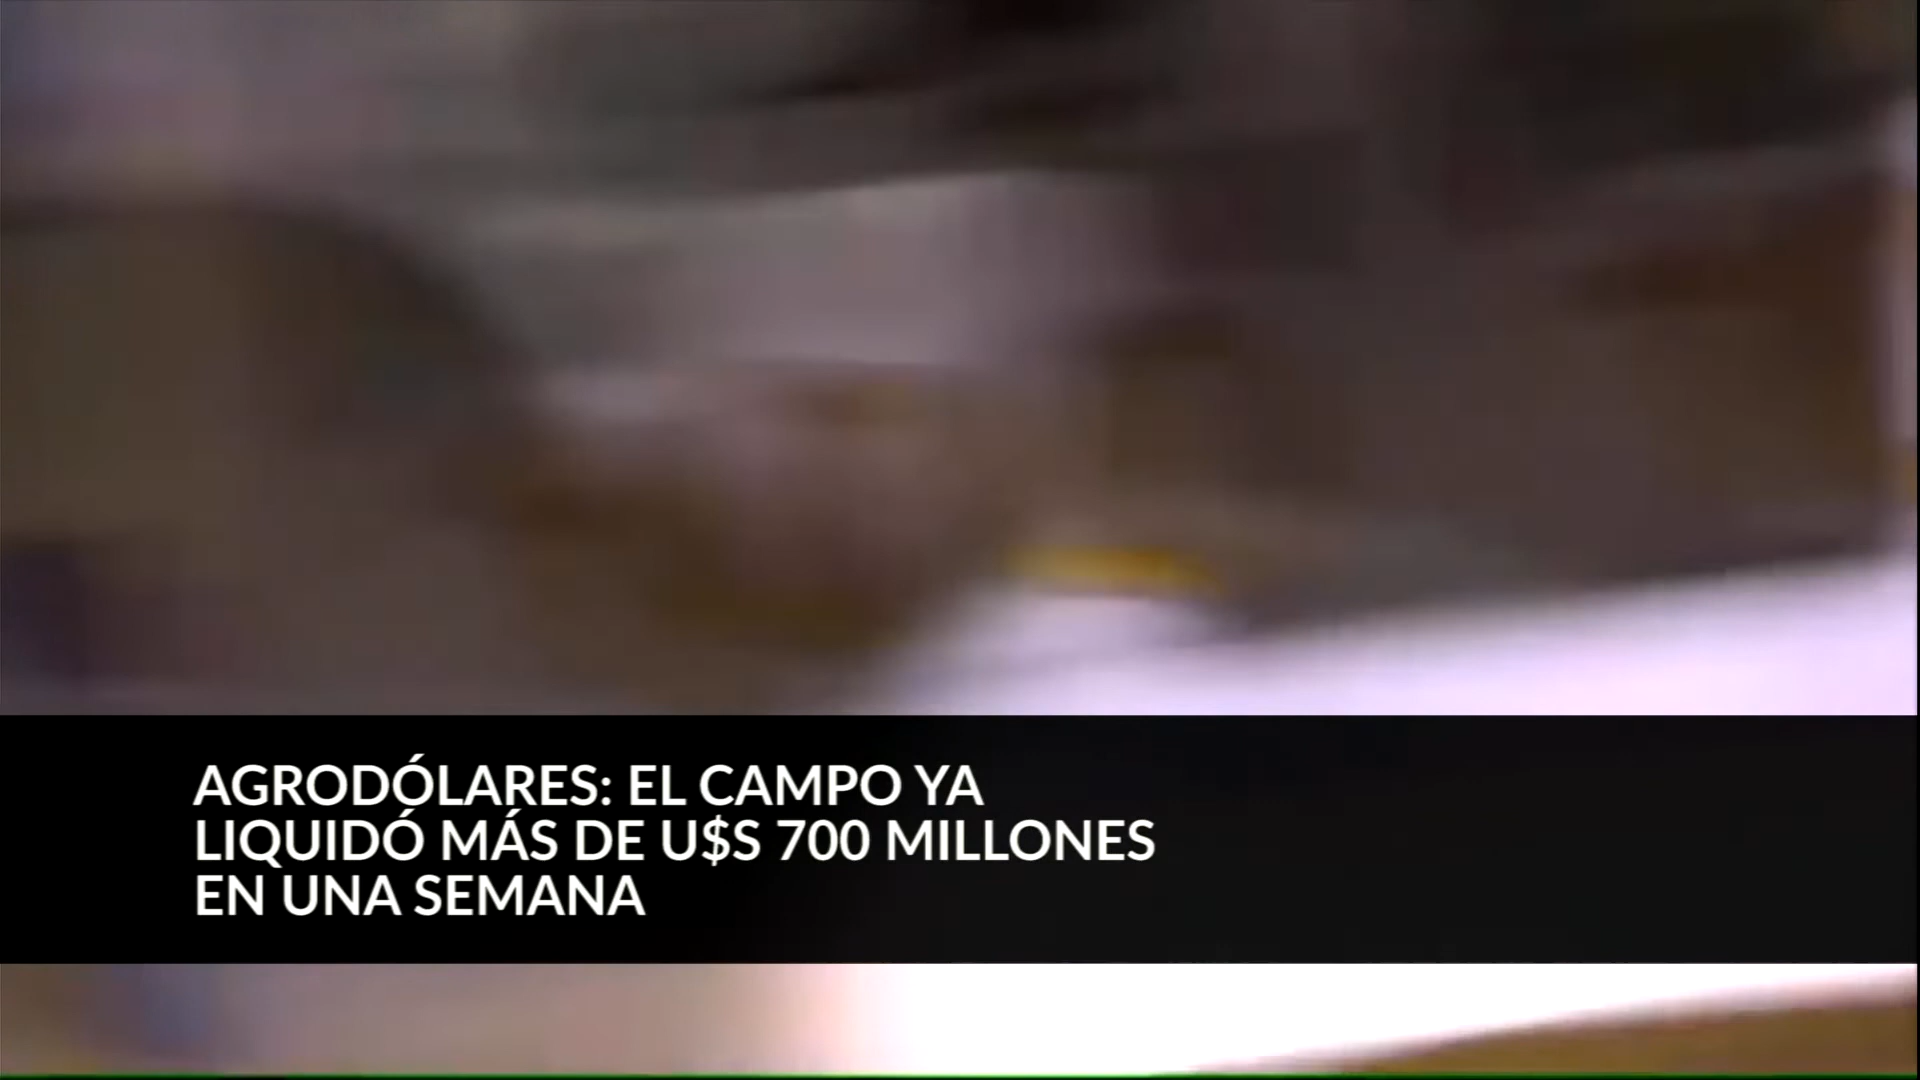 AGRODÓLARES: EL CAMPO YA
LIQUIDÓ MÁS DE U$S 700 MILLONES
EN UNA SEMANA